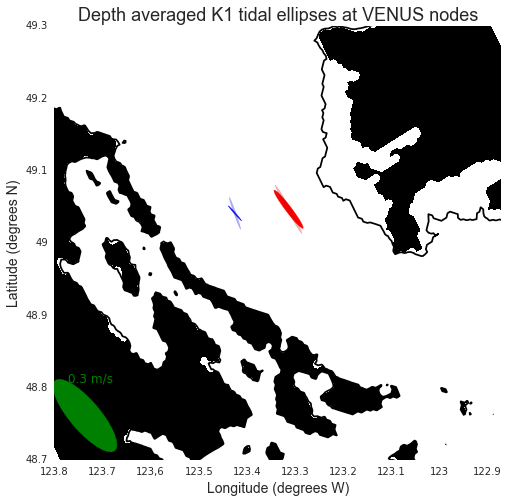 Depth averaged K1 tidal ellipses at VENUS nodes
49.3
49.2
49.1
49
48.9
48.8
48.7
Latitude (degrees N)
0.3 m/s
123.8 123.7 123,6 123.5 123.4 123.3 123.2 123.1 123 122.9
Longitude (degrees W)